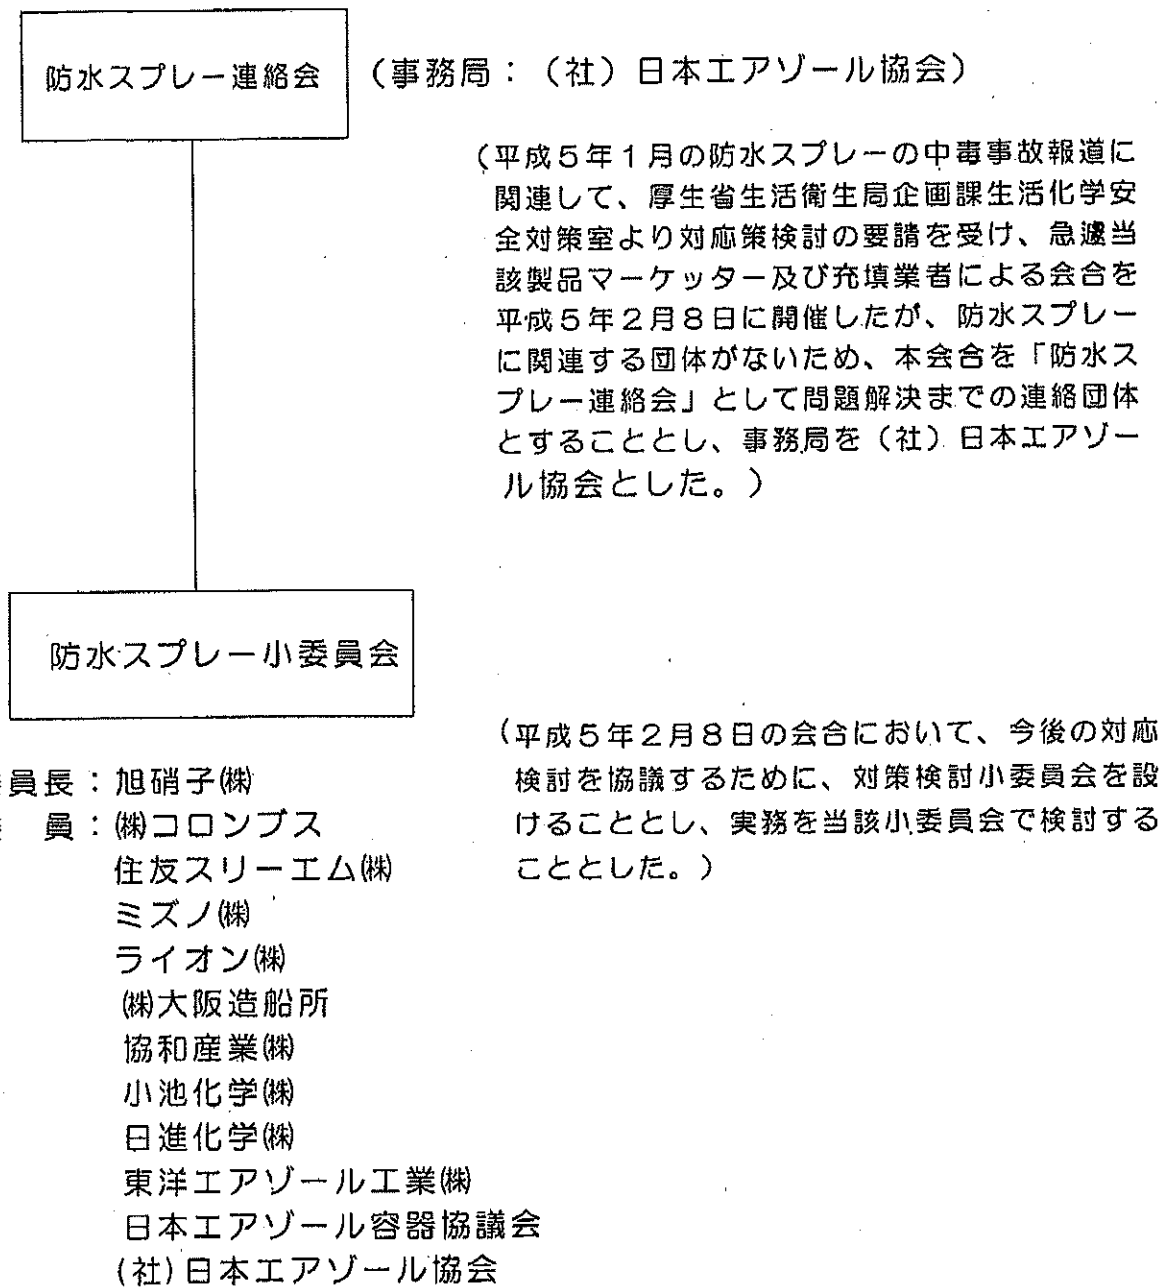 防水スプレー連絡会
(事務局:(社)日本エアゾール協会)
(平成5年1月の防水スプレーの中毒事故報道に
関連して、厚生省生活衛生局企画課生活化学安
全対策室より対応策検討の要請を受け、急遽当
該製品マーケッター及び充填業者による会合を
平成5年2月8日に開催したが、防水スプレー
に関連する団体がないため、本会合を「防水ス
プレー連絡会」として問題解決までの連絡団体
とすることとし、事務局を(社)日本エアゾー
ル協会とした。)
防水スプレー小委員会
(平成5年2月8日の会合において、今後の対応
検討を協議するために、対策検討小委員会を設
けることとし、実務を当該小委員会で検討する
こととした。)
員長:旭硝子㈱
員:㈱コロンブス
住友スリーエム㈱
ミズノ㈱
ライオン㈱
㈱大阪造船所
協和産業㈱
小池化学㈱
日進化学㈱
東洋エアゾール工業㈱
日本エアゾール容器協議会
(社)日本エアゾール協会